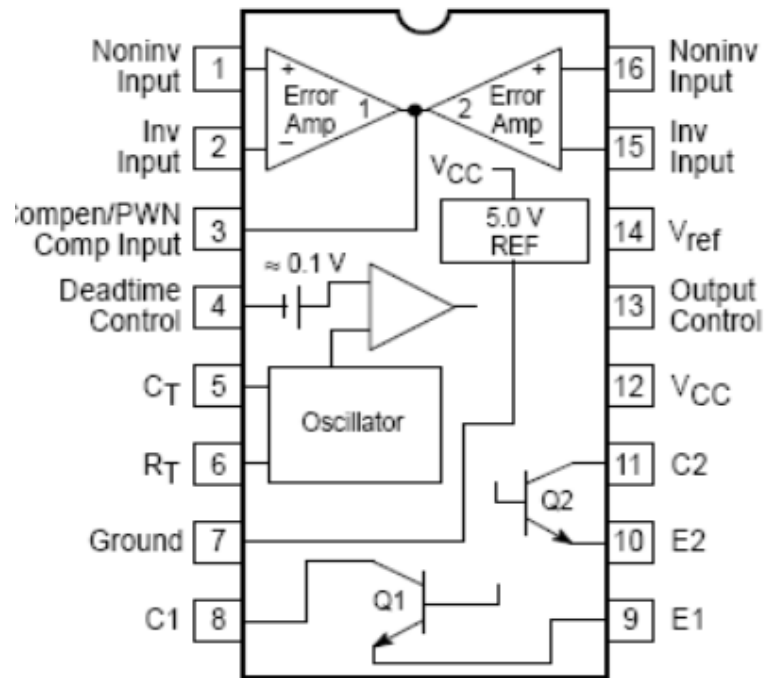 Noninv
Input
1
Inv
Input
2
Compen/PWN
Comp Input
3
Deadtime
Control
4
CT
5
RT
6
Ground
7
C1
8
+
Error
Amp
1
−
2
Error
Amp
+
−
VCC
5.0 V
REF
≈ 0.1 V
Oscillator
Q2
Q1
16
Noninv
Input
15
Inv
Input
14
Vref
13
Output
Control
12
VCC
11
C2
10
E2
9
E1